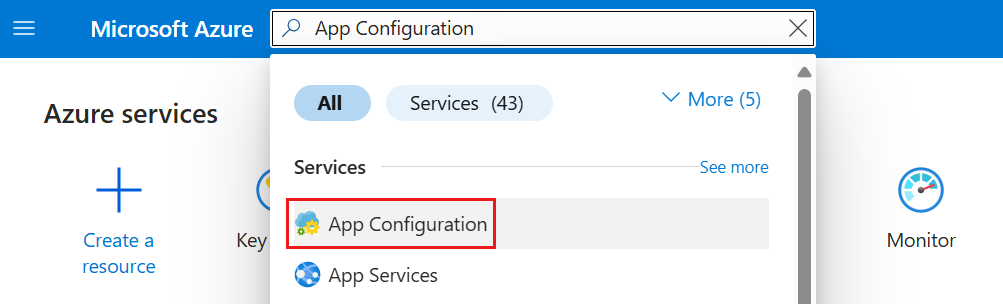 Microsoft Azure
App Configuration
All
Services (43)
More (5)
Azure services
Services
See more
Create a
resource
Key
App Configuration
App Services
Monitor